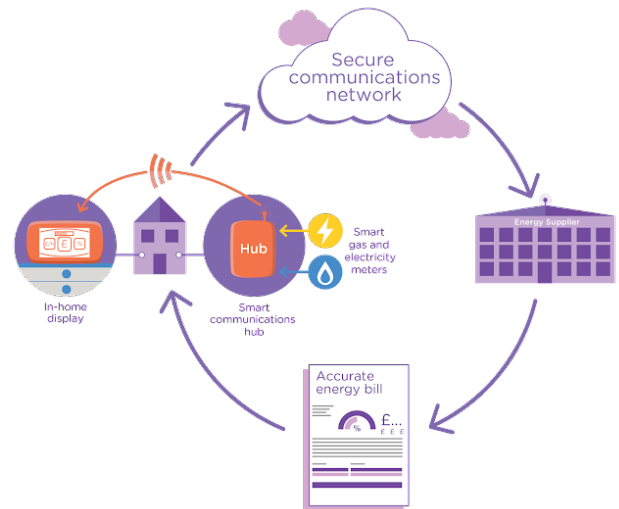 Secure
communications
network
Energy Supplier
Hub
Smart
gas and
electricity
meters
£
%
In-home
display
Smart
communications
hub
Accurate
energy bill
£...
%
£ £ £